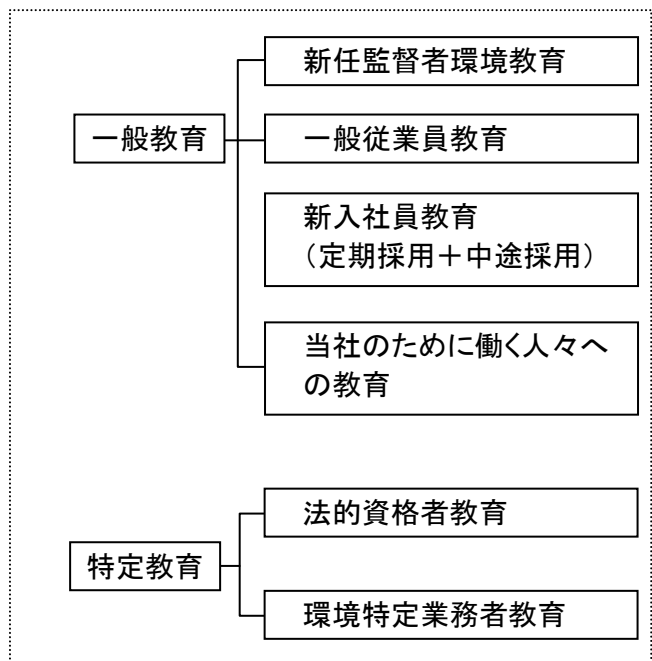 新任監督者環境教育
一般教育
一般従業員教育
新入社員教育
（定期採用＋中途採用）
当社のために働く人々へ
の教育
法的資格者教育
特定教育
環境特定業務者教育